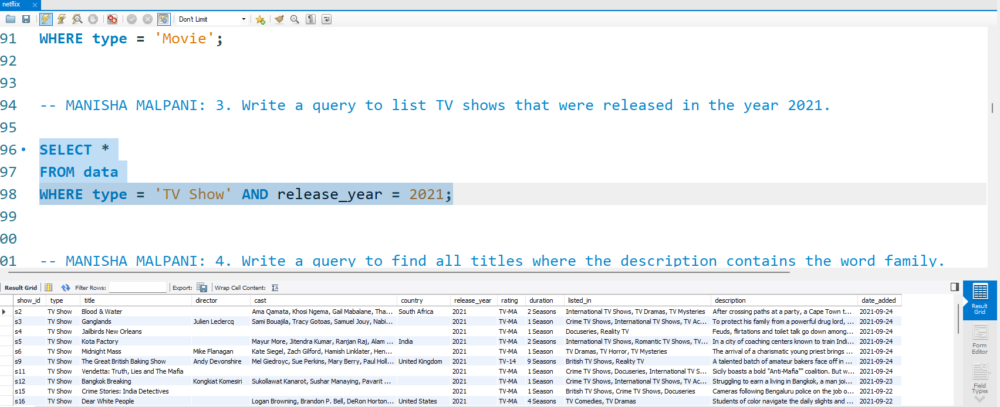 netflix
Don't Limit
91 WHERE type = 'Movie';
92
93
94 -- MANISHA MALPANI: 3. Write a query to list TV shows that were released in the year 2021.
95
96 SELECT *
97 FROM data
98 WHERE type = 'TV Show' AND release_year = 2021;
99
00
01 -- MANISHA MALPANI: 4. Write a query to find all titles where the description contains the word family.
Result Grid Filter Rows: Export: Wrap Cell Content:
show_id type title director cast country release_year rating duration listed_in description date_added
s2 TV Show Blood & Water Ama Qamata, Khosi Ngema, Gail Mabalane, Tha... South Africa 2021 TV-MA 2 Seasons International TV Shows, TV Dramas, TV Mysteries After crossing paths at a party, a Cape Town t... 2021-09-24
s3 TV Show Ganglands Julien Leclercq Sami Bouajila, Tracy Gotoas, Samuel Jouy, Nabi... 2021 TV-MA 1 Season Crime TV Shows, International TV Shows, TV Ac... To protect his family from a powerful drug lord, ... 2021-09-24
s4 TV Show Jailbirds New Orleans 2021 TV-MA 1 Season Docuseries, Reality TV Feuds, flirtations and toilet talk go down among... 2021-09-24
s5 TV Show Kota Factory Mayur More, Jitendra Kumar, Ranjan Raj, Alam ... India 2021 TV-MA 2 Seasons International TV Shows, Romantic TV Shows, TV... In a city of coaching centers known to train Indi... 2021-09-24
s6 TV Show Midnight Mass Mike Flanagan Kate Siegel, Zach Gilford, Hamish Linklater, Hen... 2021 TV-MA 1 Season TV Dramas, TV Horror, TV Mysteries The arrival of a charismatic young priest brings ... 2021-09-24
s9 TV Show The Great British Baking Show Andy Devonshire Mel Giedroyc, Sue Perkins, Mary Berry, Paul Holl... United Kingdom 2021 TV-14 9 Seasons British TV Shows, Reality TV A talented batch of amateur bakers face off in ... 2021-09-24
s11 TV Show Vendetta: Truth, Lies and The Mafia 2021 TV-MA 1 Season Crime TV Shows, Docuseries, International TV S... Sicily boasts a bold "Anti-Mafia"" coalition. But w... 2021-09-24
s12 TV Show Bangkok Breaking Kongkiat Komesiri Sukollawat Kanarot, Sushar Manaying, Pavarit ... 2021 TV-MA 1 Season Crime TV Shows, International TV Shows, TV Ac... Struggling to earn a living in Bangkok, a man joi... 2021-09-23
s15 TV Show Crime Stories: India Detectives 2021 TV-MA 1 Season British TV Shows, Crime TV Shows, Docuseries Cameras following Bengaluru police on the job o... 2021-09-22
s16 TV Show Dear White People Logan Browning, Brandon P. Bell, DeRon Horton... United States 2021 TV-MA 4 Seasons TV Comedies, TV Dramas Students of color navigate the daily slights and ... 2021-09-22
Result
Grid
Form
Editor
Field
Types